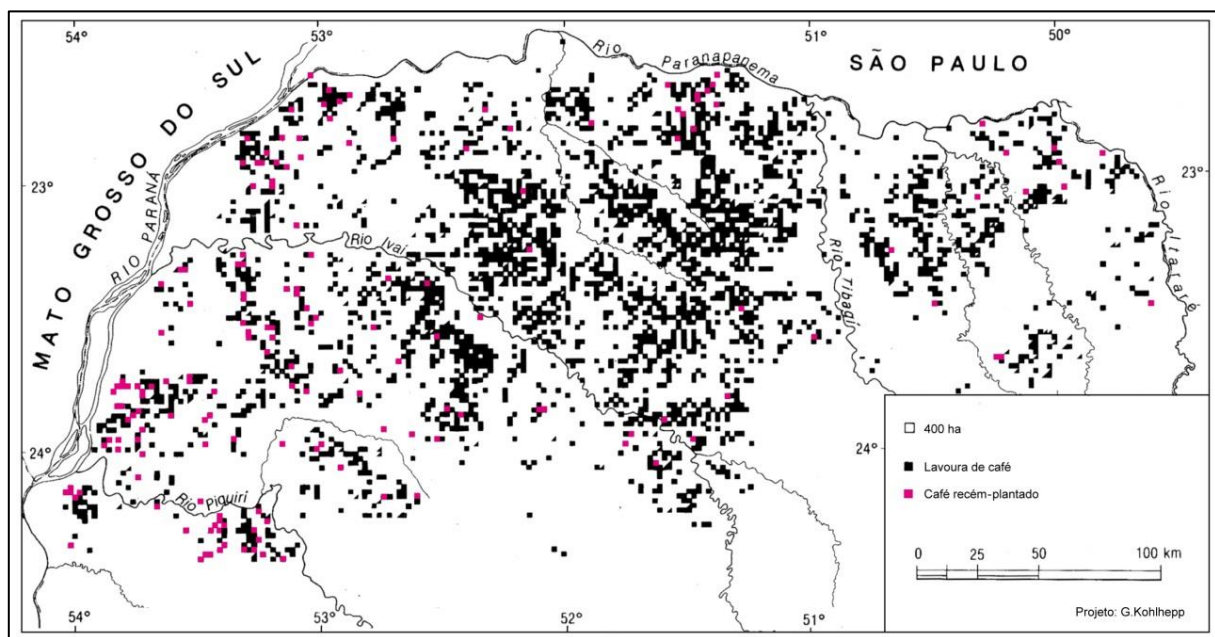 54° 53° 52° 51° 50°
MATO GROSSO DO SUL
SÃO PAULO
Rio Paranapanema
RIO PARANÁ
Rio Ivaí
Rio Tibagi
Rio Itararé
Rio Piquiri
23° 23°
24° 24°
400 ha
Lavoura de café
Café recém-plantado
0 25 50 100 km
Projeto: G.Kohlhepp
54° 53° 52° 51°